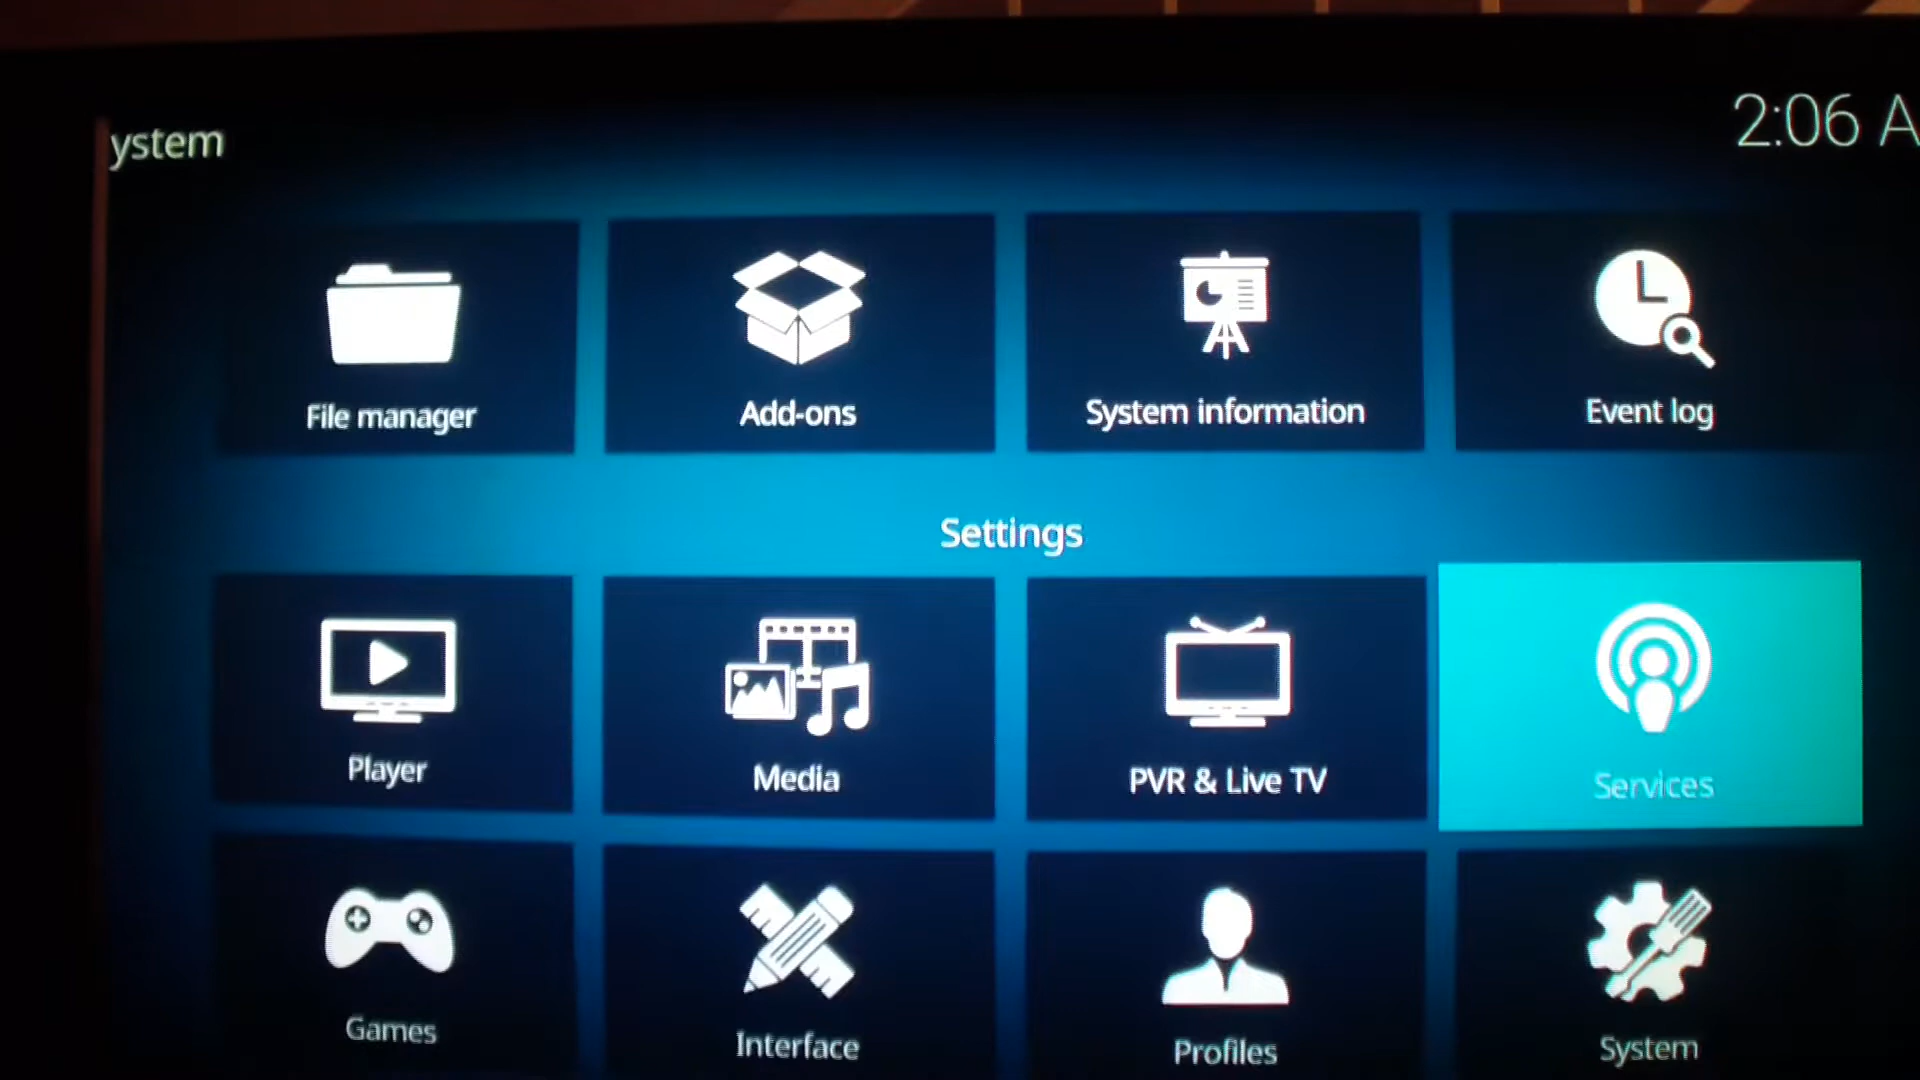 ystem
2:06 A
File manager
Add-ons
System information
Event log
Settings
Player
Media
PVR & Live TV
Services
Games
Interface
Profiles
System